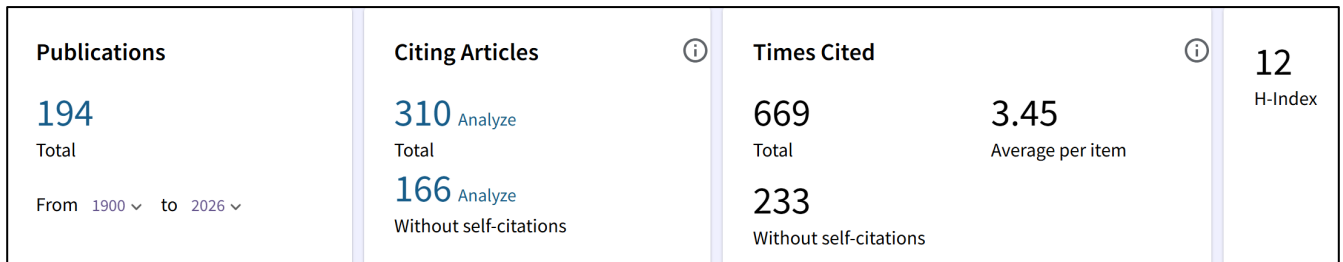 Publications
194
Total
From 1900 to 2026
Citing Articles
310 Analyze
Total
166 Analyze
Without self-citations
Times Cited
669
Total
3.45
Average per item
233
Without self-citations
12
H-Index